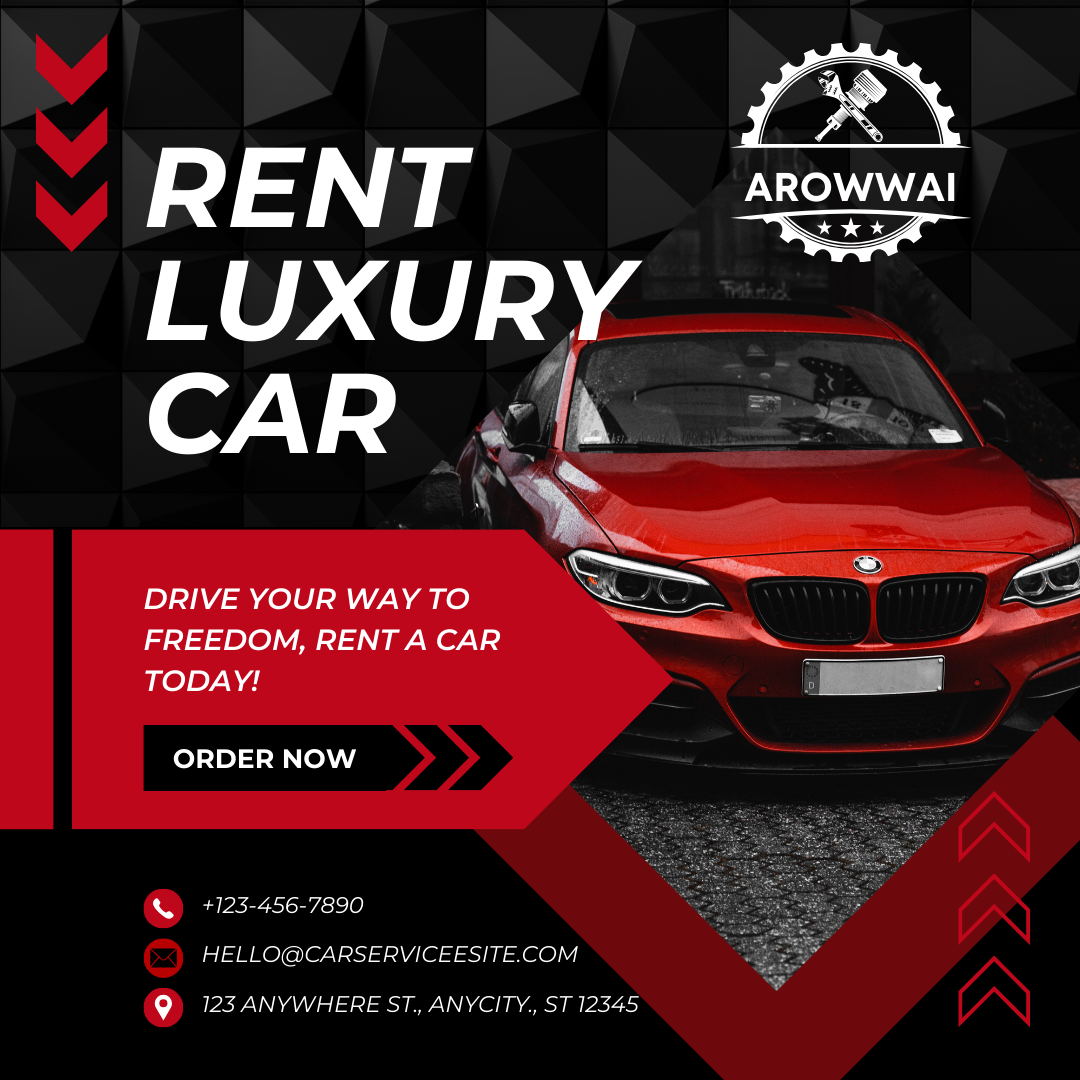 AROWWAI
RENT
LUXURY
CAR
DRIVE YOUR WAY TO
FREEDOM, RENT A CAR
TODAY!
ORDER NOW
+123-456-7890
HELLO@CARSERVICEESITE.COM
123 ANYWHERE ST., ANYCITY., ST 12345
D